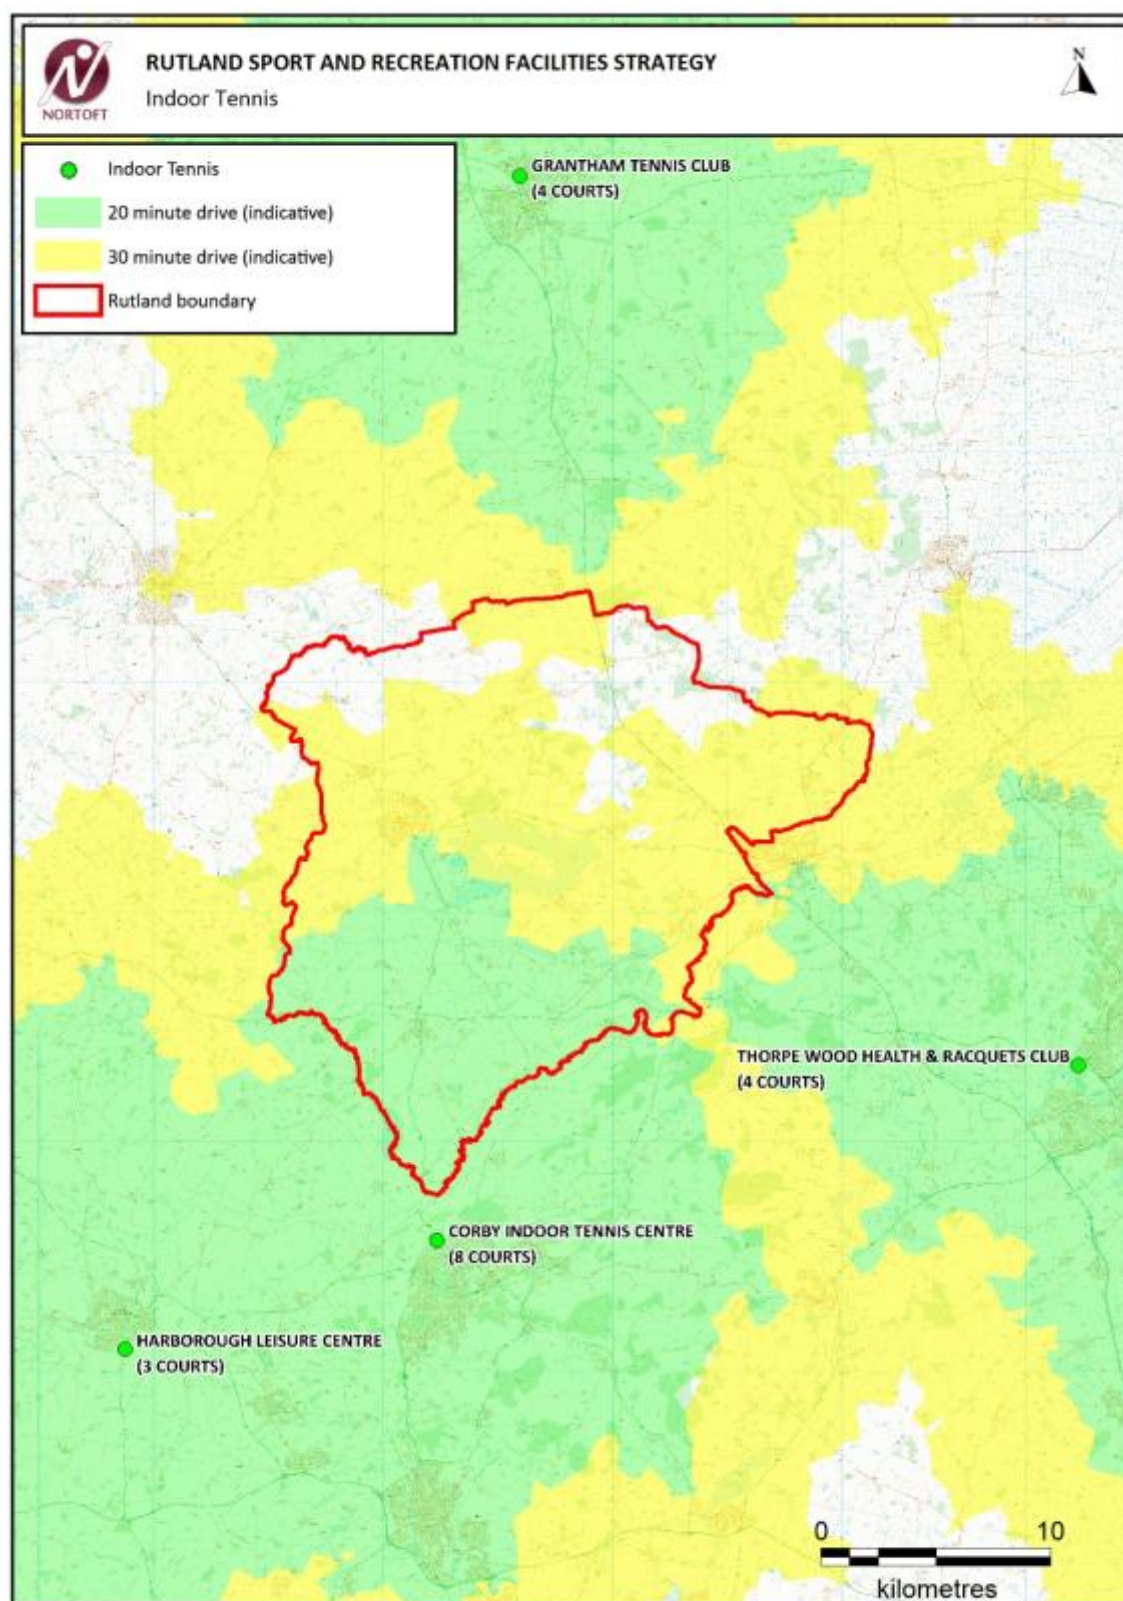 RUTLAND SPORT AND RECREATION FACILITIES STRATEGY
Indoor Tennis
NORTOFT
N
Indoor Tennis
20 minute drive (indicative)
30 minute drive (indicative)
Rutland boundary
GRANTHAM TENNIS CLUB
(4 COURTS)
THORPE WOOD HEALTH & RACQUETS CLUB
(4 COURTS)
CORBY INDOOR TENNIS CENTRE
(8 COURTS)
HARBOROUGH LEISURE CENTRE
(3 COURTS)
0 10
kilometres